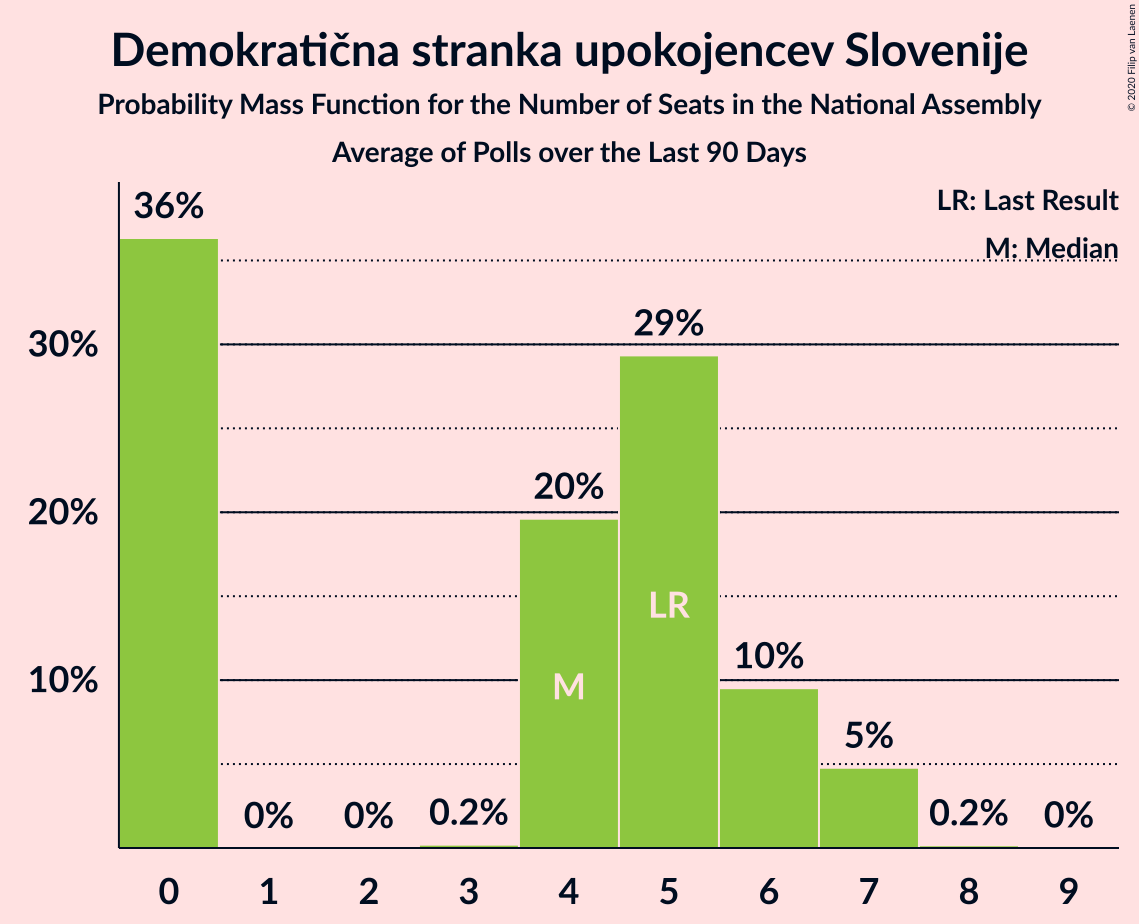 Demokratična stranka upokojencev Slovenije
Probability Mass Function for the Number of Seats in the National Assembly
Average of Polls over the Last 90 Days
© 2020 Filip van Laenen
LR: Last Result
M: Median
36%
30%
29%
20%
20%
LR
10%
M
10%
5%
0%
0%
0.2%
0.2%
0%
0 1 2 3 4 5 6 7 8 9